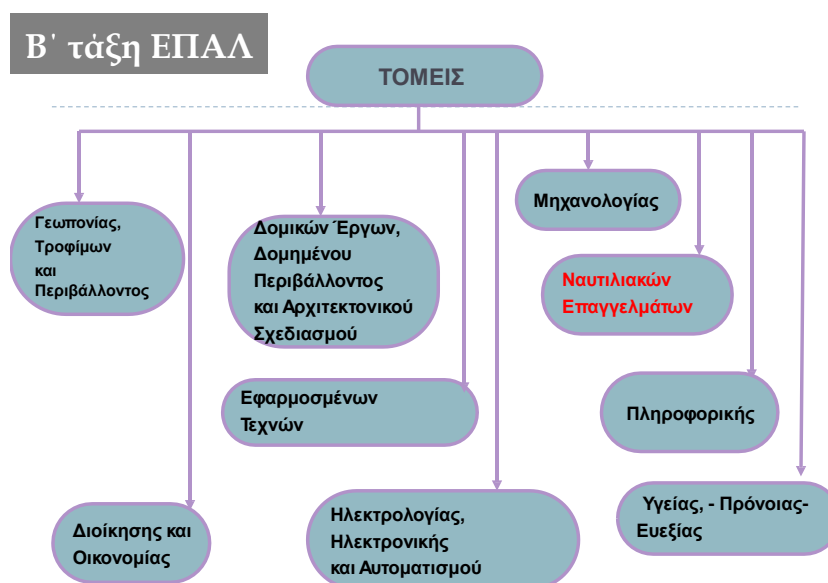 Β΄ τάξη ΕΠΑΛ
ΤΟΜΕΙΣ
Γεωπονίας,
Τροφίμων
και
Περιβάλλοντος
Δομικών Έργων,
Δομημένου
Περιβάλλοντος
και Αρχιτεκτονικού
Σχεδιασμού
Μηχανολογίας
Ναυτιλιακών
Επαγγελμάτων
Εφαρμοσμένων
Τεχνών
Πληροφορικής
Διοίκησης και
Οικονομίας
Ηλεκτρολογίας,
Ηλεκτρονικής
και Αυτοματισμού
Υγείας, - Πρόνοιας-
Ευεξίας